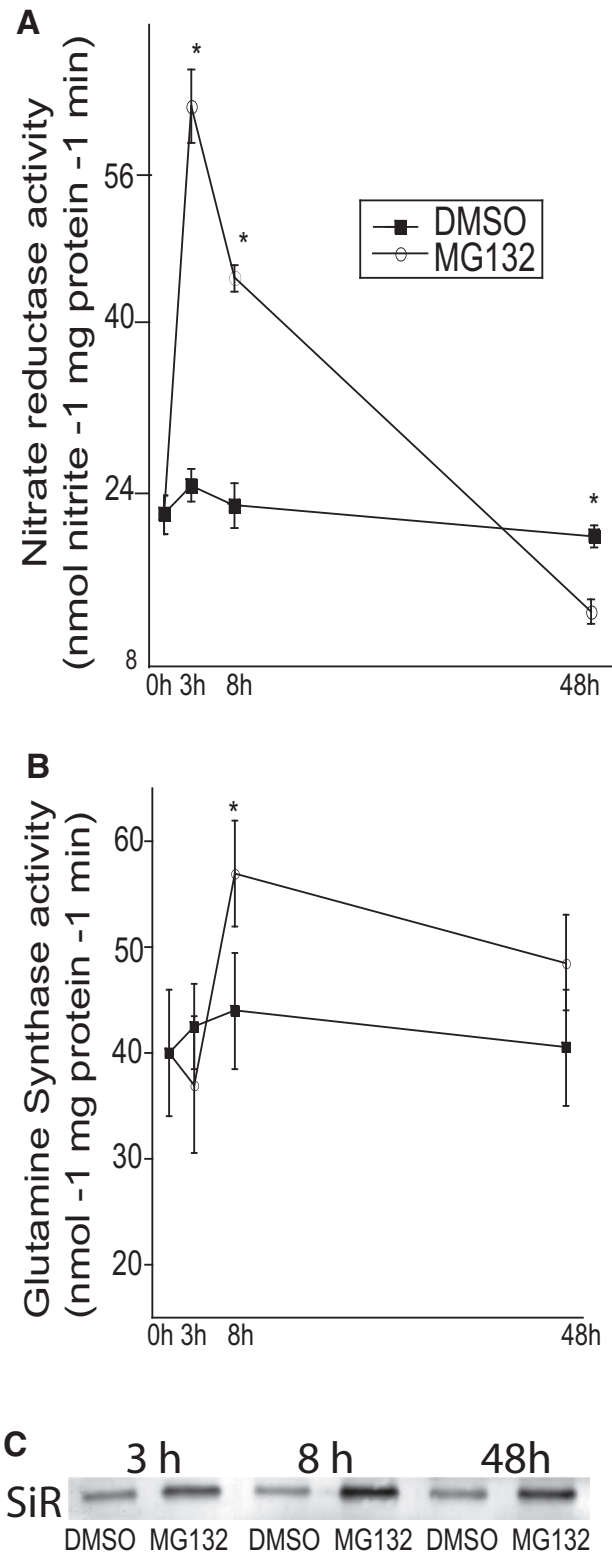 A
Nitrate reductase activity
(nmol nitrite -1 mg protein -1 min)
*
56
*
DMSO
MG132
40
24
*
8
0h 3h 8h 48h
B
Glutamine Synthase activity
(nmol -1 mg protein -1 min)
*
60
50
40
30
20
0h 3h 8h 48h
C
3 h 8 h 48h
SiR
DMSO MG132 DMSO MG132 DMSO MG132